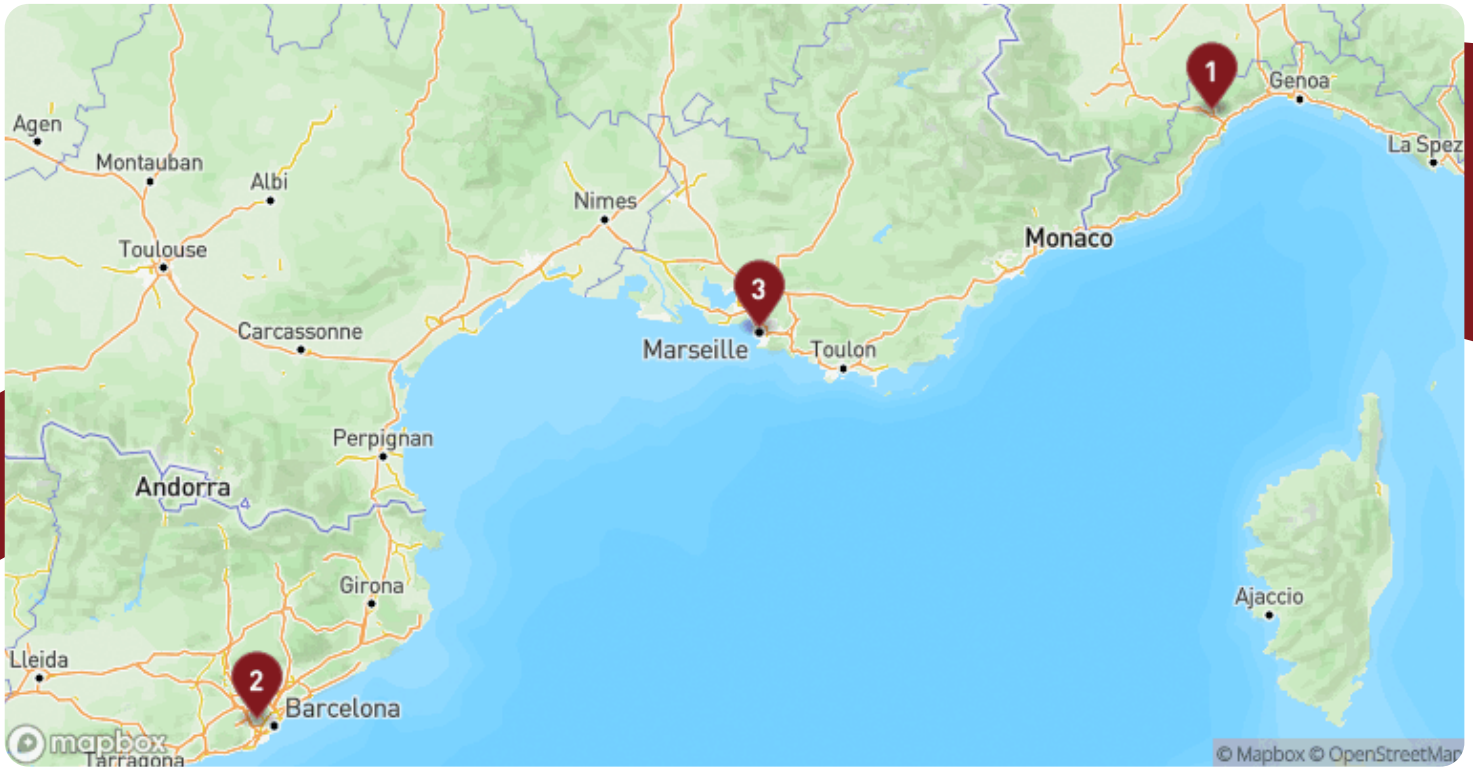 1
Genoa
Agen
La Spez
Montauban
Albi
Nimes
Monaco
Toulouse
3
Carcassonne
Marseille
Toulon
Perpignan
Andorra
Girona
Ajaccio
Lleida
2
Barcelona
mapbox
Tarragona
© Mapbox © OpenStreetMap